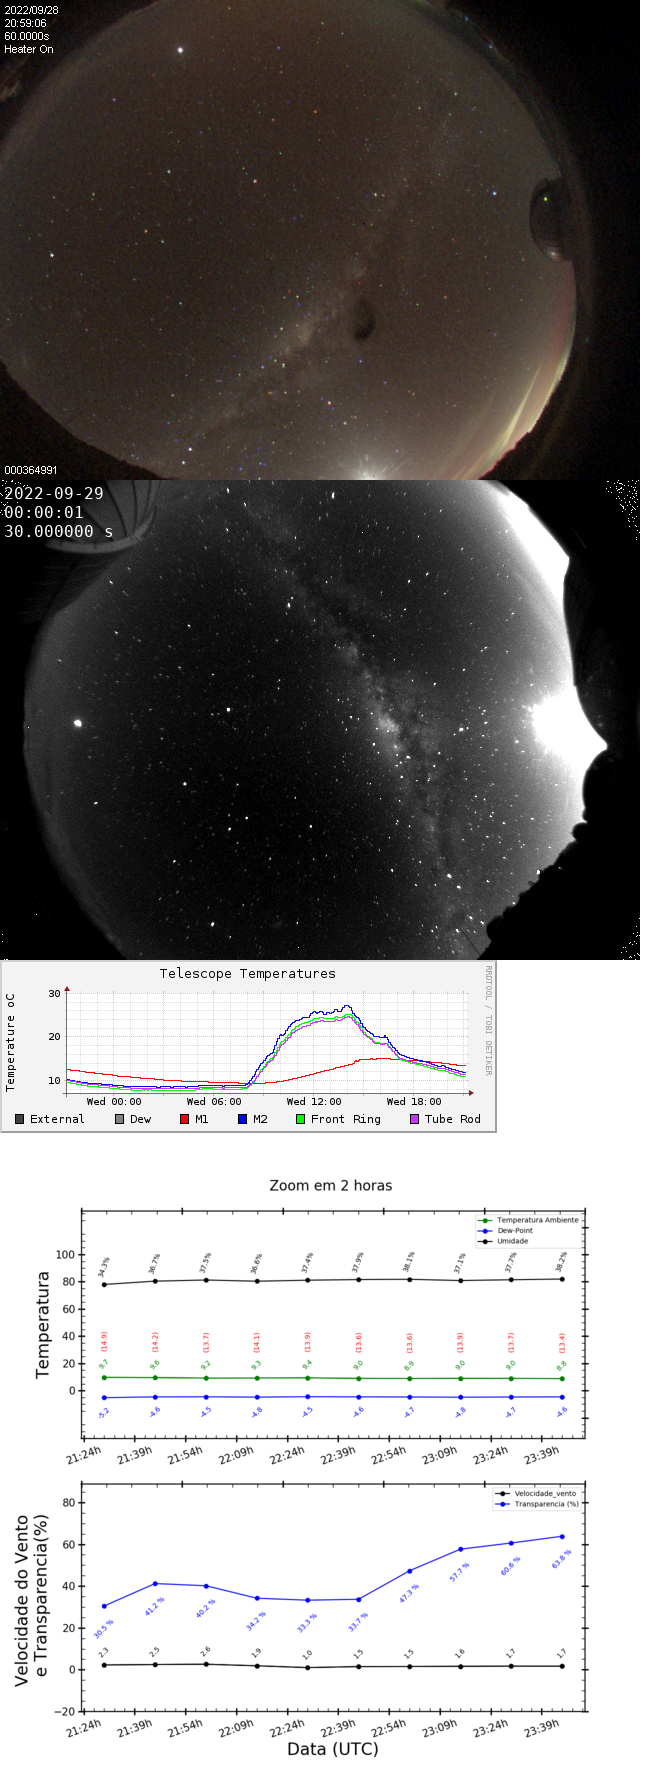 2022/09/28
20:59:06
60.0000s
Heater On
000364991
2022-09-29
00:00:01
30.000000 s
Telescope Temperatures
RRDTOOL / TOBI OETIKER
Temperature oC
30
20
10
Wed 00:00 Wed 06:00 Wed 12:00 Wed 18:00
External Dew M1 M2 Front Ring Tube Rod
Zoom em 2 horas
Temperatura Ambiente
Dew-Point
Umidade
Temperatura
100
80
60
40
20
0
34.3% 36.7% 37.5% 36.6% 37.4% 37.9% 38.1% 37.1% 37.7% 38.2%
(14.9) (14.2) (13.7) (14.1) (13.9) (13.6) (13.6) (13.9) (13.7) (13.4)
9.7 9.6 9.2 9.3 9.4 9.0 8.9 9.0 9.0 8.8
-5.2 -4.6 -4.5 -4.8 -4.5 -4.6 -4.7 -4.8 -4.7 -4.6
21:24h 21:39h 21:54h 22:09h 22:24h 22:39h 22:54h 23:09h 23:24h 23:39h
Velocidade_vento
Transparencia (%)
Velocidade do Vento
e Transparencia(%)
80
60
40
20
0
−20
30.5 % 41.2 % 40.2 % 34.2 % 33.3 % 33.7 % 47.3 % 57.7 % 60.6 % 63.8 %
2.3 2.5 2.6 1.9 1.0 1.5 1.5 1.6 1.7 1.7
21:24h 21:39h 21:54h 22:09h 22:24h 22:39h 22:54h 23:09h 23:24h 23:39h
Data (UTC)